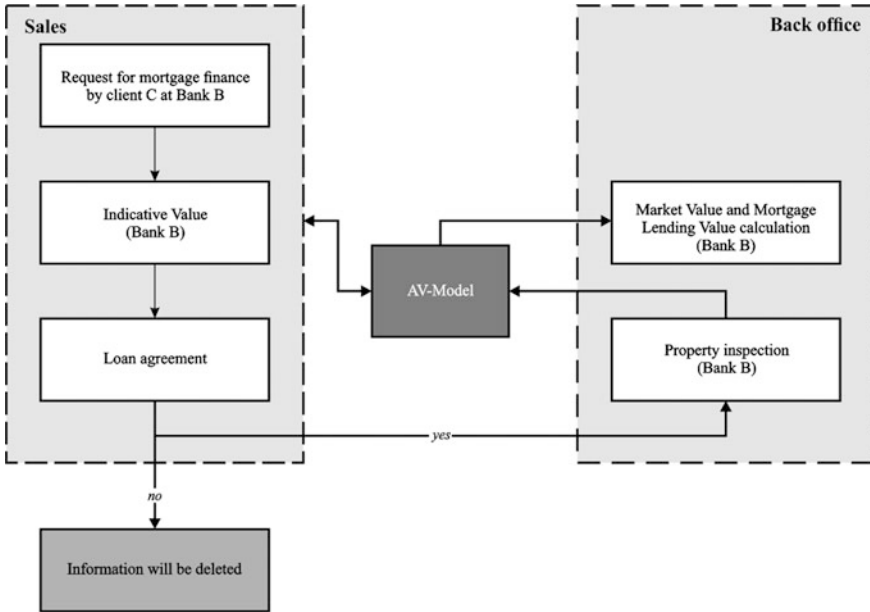 Sales
Back office
Request for mortgage finance
by client C at Bank B
Indicative Value
(Bank B)
Market Value and Mortgage
Lending Value calculation
(Bank B)
AV-Model
Loan agreement
Property inspection
(Bank B)
yes
no
Information will be deleted